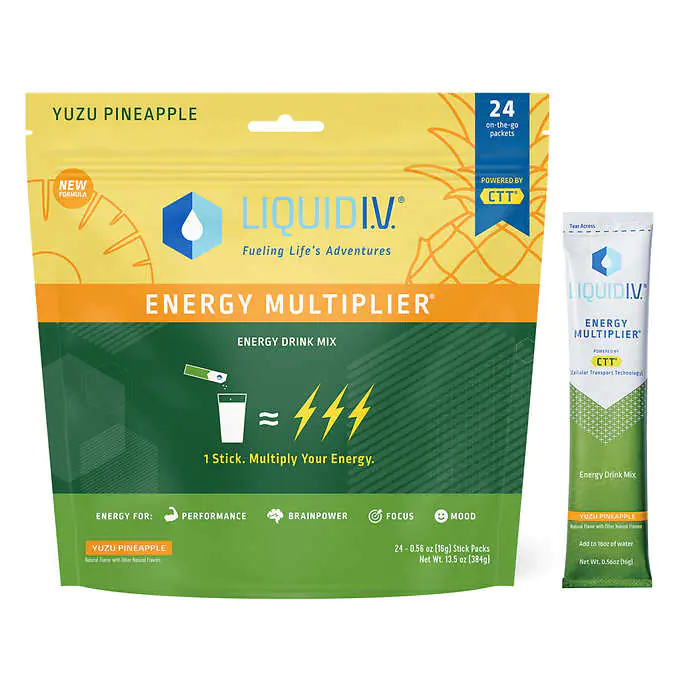 YUZU PINEAPPLE
24
on-the-go
packets
NEW
FORMULA
POWERED BY
CTT®
LIQUID I.V.®
Fueling Life's Adventures
ENERGY MULTIPLIER®
ENERGY DRINK MIX
≈
1 Stick. Multiply Your Energy.
ENERGY FOR: PERFORMANCE BRAINPOWER FOCUS MOOD
YUZU PINEAPPLE
Natural Flavor with Other Natural Flavors
24 - 0.56 oz (16g) Stick Packs
Net Wt. 13.5 oz (384g)
Tear Across
LIQUID I.V.®
ENERGY
MULTIPLIER®
POWERED BY
CTT®
(Cellular Transport Technology)
Energy Drink Mix
YUZU PINEAPPLE
Natural Flavor with Other Natural Flavors
Add to 16oz of water
Net Wt. 0.56oz (16g)